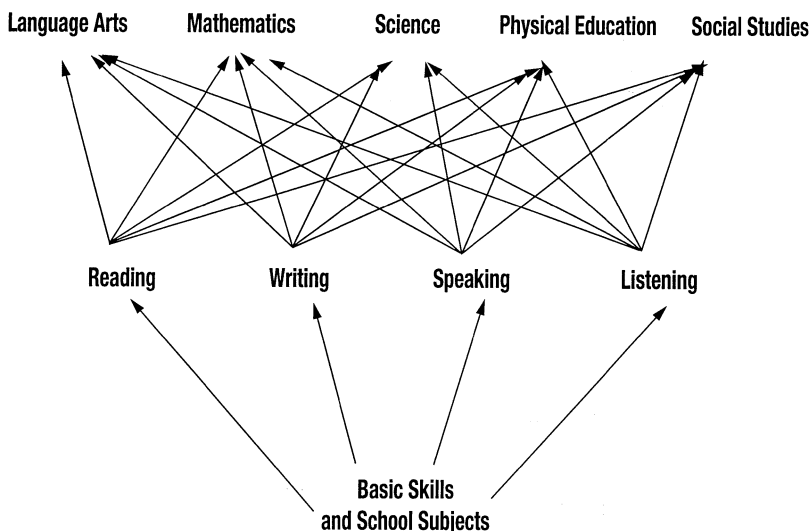 Language Arts Mathematics Science Physical Education Social Studies
Reading Writing Speaking Listening
Basic Skills
and School Subjects